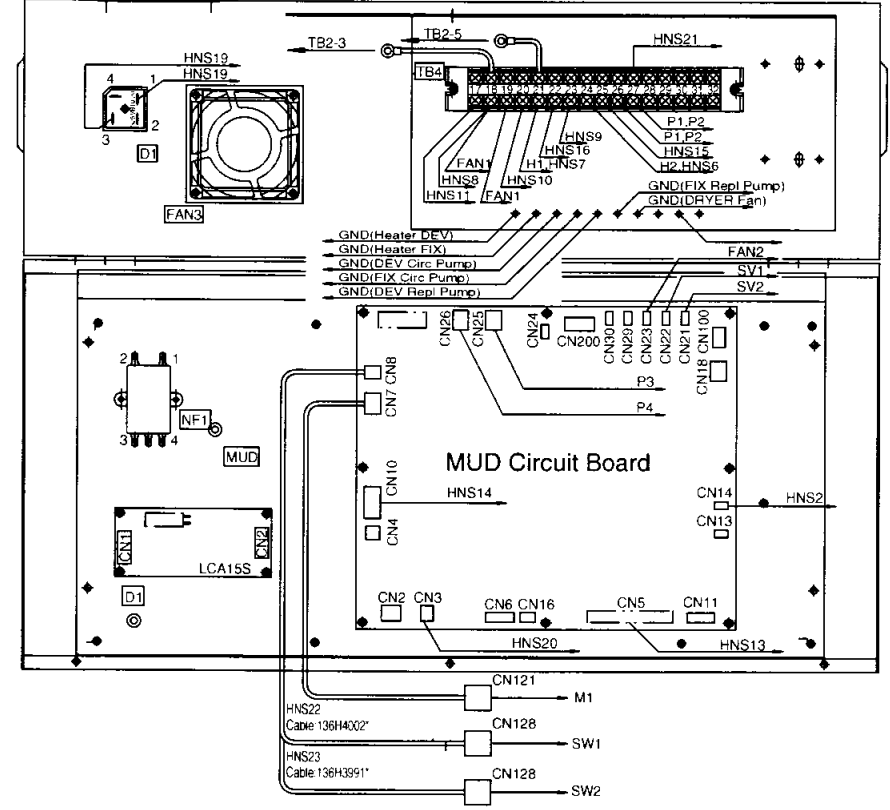 TB2-3
TB2-5
HNS21
HNS19
HNS19
4
1
3
2
D1
FAN3
TB4
17 18 19 20 21 22 23 24 25 26 27 28 29 30 31 32
HNS9
HNS16
H1,HNS7
FAN1
HNS10
HNS8
HNS11
FAN1
P1,P2
P1,P2
HNS15
H2,HNS6
GND(FIX Repl Pump)
GND(DRYER Fan)
GND(Heater DEV)
GND(Heater FIX)
GND(DEV Circ Pump)
GND(FIX Circ Pump)
GND(DEV Repl Pump)
FAN2
SV1
SV2
CN26
CN25
CN24
CN200
CN30
CN29
CN23
CN22
CN21
CN100
CN18
CN8
CN7
P3
P4
2
1
3
4
NF1
MUD
MUD Circuit Board
CN10
HNS14
CN4
CN14
HNS2
CN13
CN1
CN2
LCA15S
D1
CN2
CN3
CN6
CN16
CN5
CN11
HNS20
HNS13
CN121
M1
HNS22
Cable:136H4002*
CN128
SW1
HNS23
Cable:136H3991*
CN128
SW2